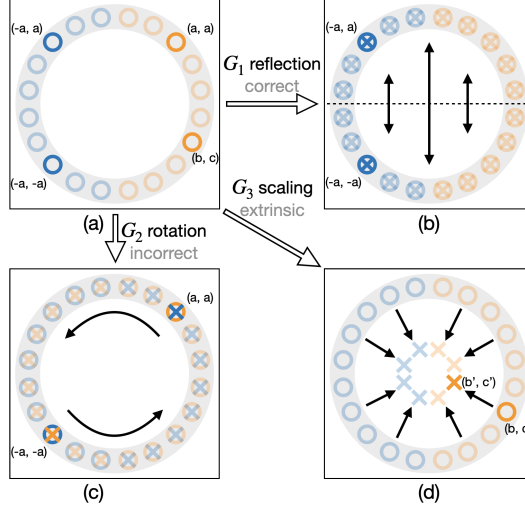 (-a, a)
(a, a)
(-a, a)
G1 reflection
correct
(-a, -a)
(b, c)
(-a, -a)
G3 scaling
extrinsic
(a)
(b)
G2 rotation
incorrect
(a, a)
(b', c')
(-a, -a)
(b, c
(c)
(d)